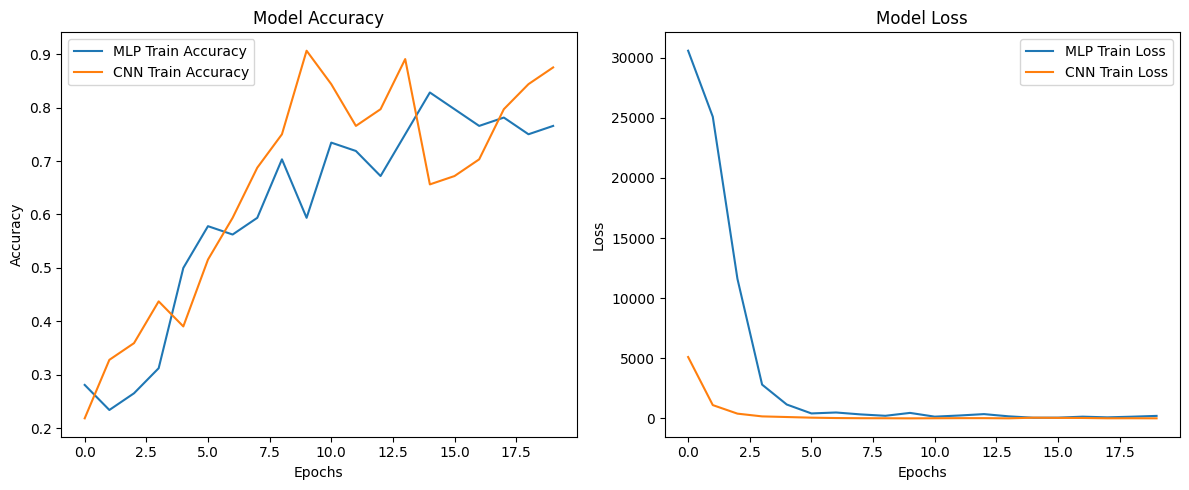 Model Accuracy
MLP Train Accuracy
CNN Train Accuracy
0.9
0.8
0.7
0.6
0.5
0.4
0.3
0.2
Accuracy
0.0 2.5 5.0 7.5 10.0 12.5 15.0 17.5
Epochs
Model Loss
MLP Train Loss
CNN Train Loss
30000
25000
20000
15000
10000
5000
0
Loss
0.0 2.5 5.0 7.5 10.0 12.5 15.0 17.5
Epochs